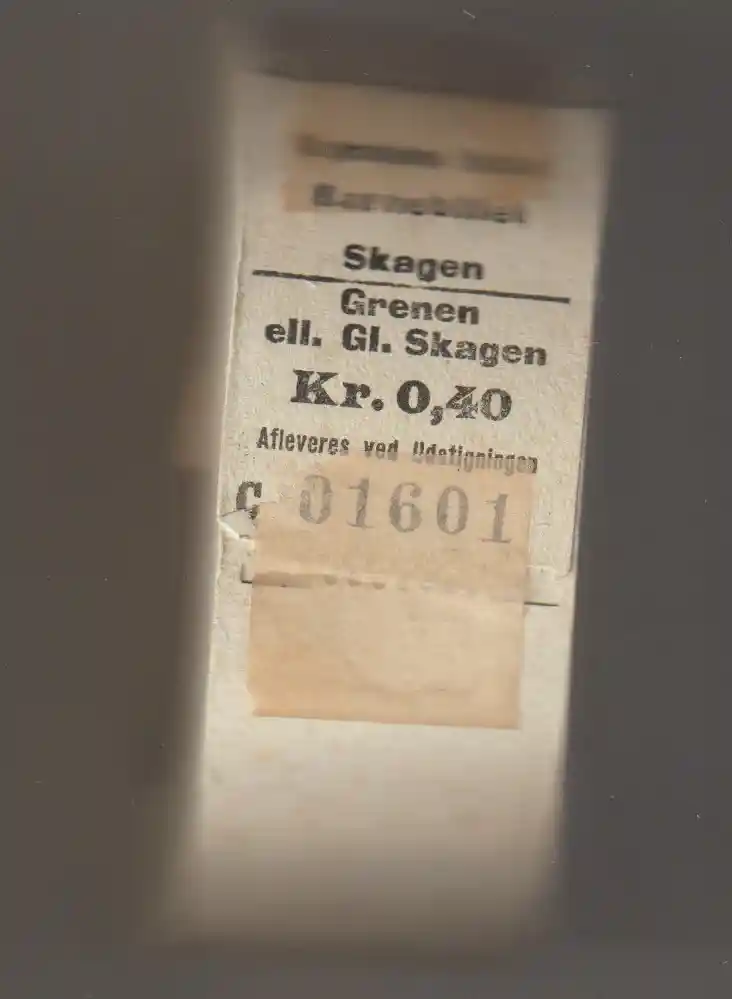 Barnebillet
Skagen
Grenen
ell. Gl. Skagen
Kr. 0,40
Afleveres ved Udstigningen
C 01601